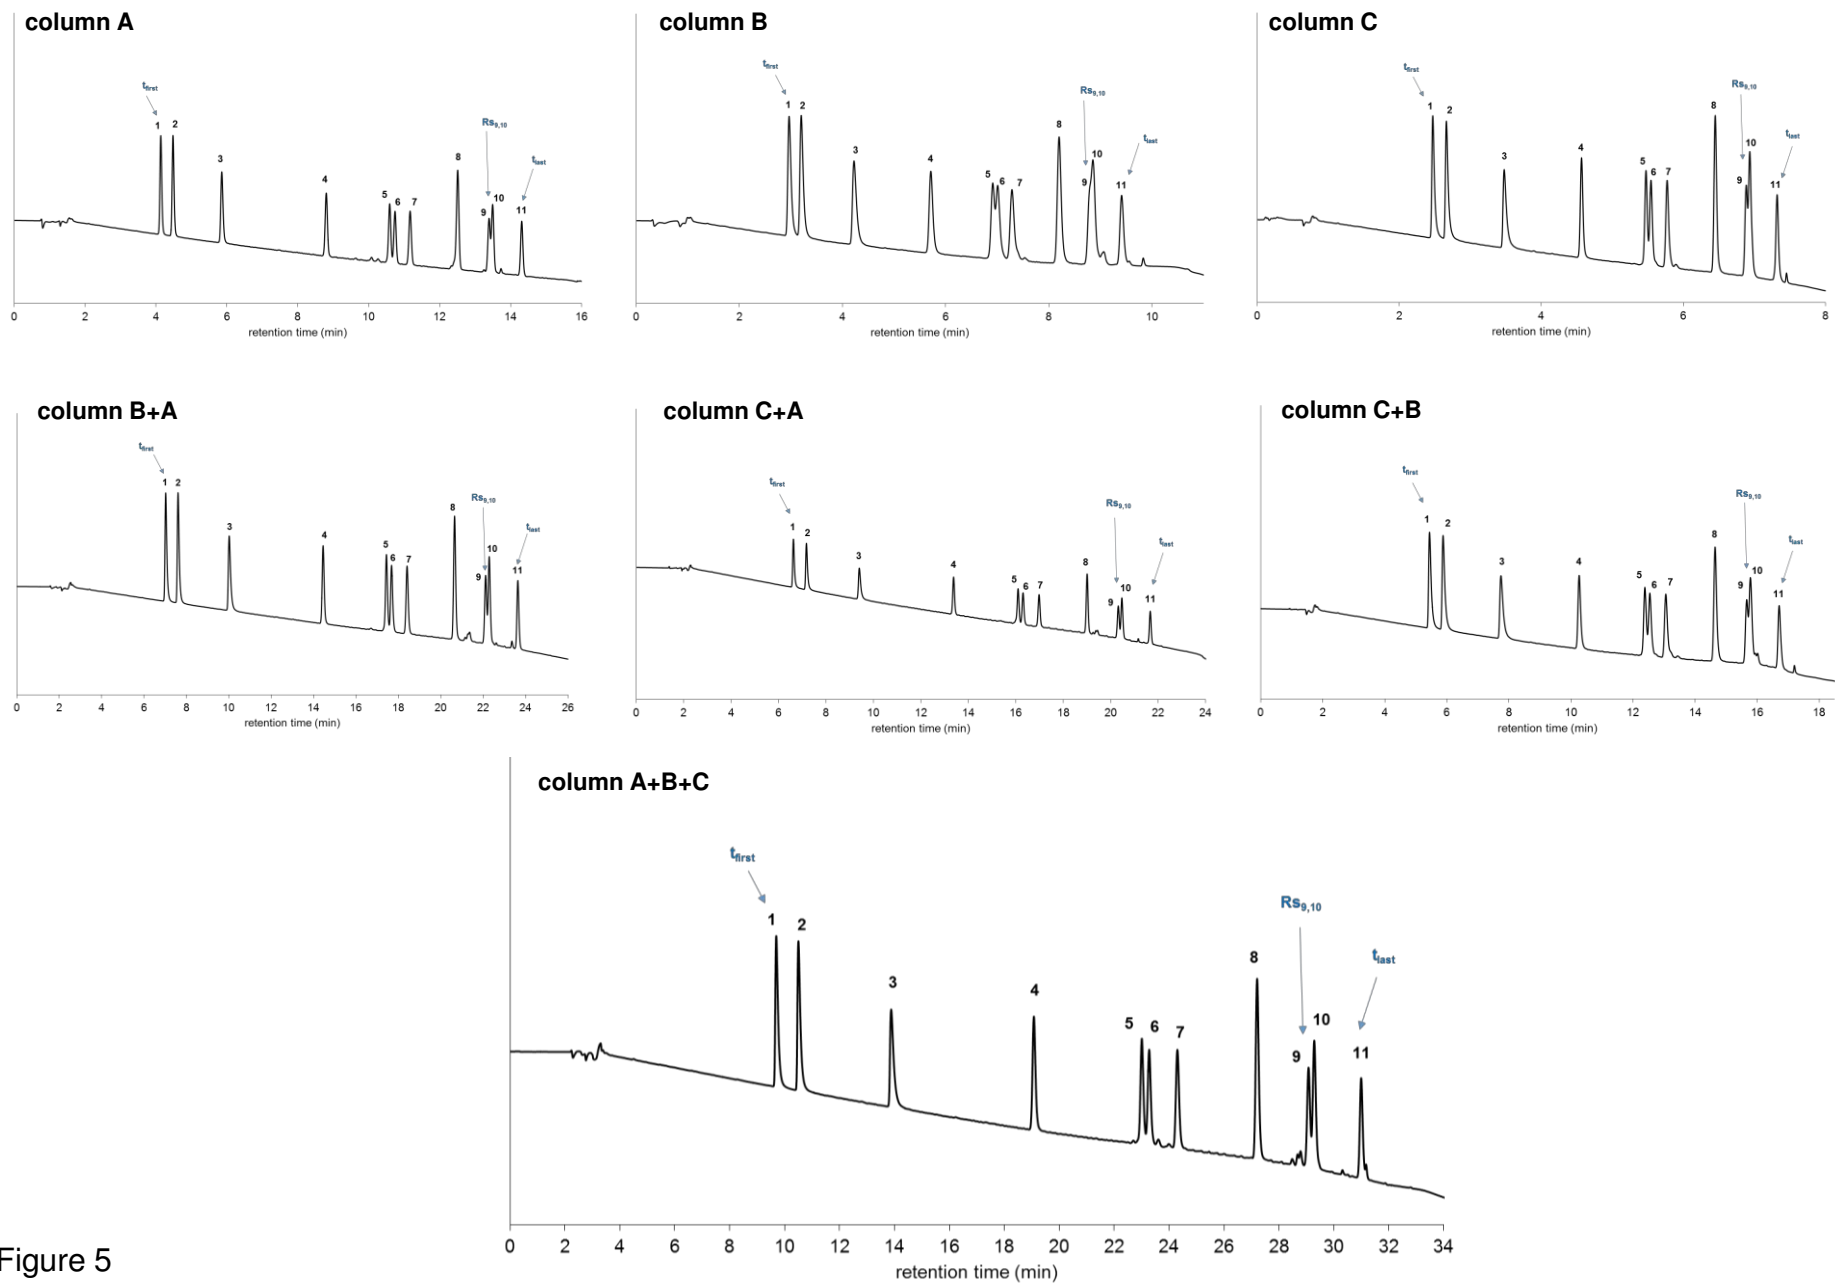 column A
t_first
1 2
3
4
5 6 7
8
Rs_9,10
9 10
t_last
11
0 2 4 6 8 10 12 14 16
retention time (min)
column B
t_first
1 2
3
4
5 6 7
8
Rs_9,10
9 10
t_last
11
0 2 4 6 8 10
retention time (min)
column C
t_first
1 2
3
4
5 6 7
8
Rs_9,10
9 10
t_last
11
0 2 4 6 8
retention time (min)
column B+A
t_first
1 2
3
4
5 6 7
8
Rs_9,10
9 10
t_last
11
0 2 4 6 8 10 12 14 16 18 20 22 24 26
retention time (min)
column C+A
t_first
1 2
3
4
5 6 7
8
Rs_9,10
9 10
t_last
11
0 2 4 6 8 10 12 14 16 18 20 22 24
retention time (min)
column C+B
t_first
1 2
3
4
5 6 7
8
Rs_9,10
9 10
t_last
11
0 2 4 6 8 10 12 14 16 18
retention time (min)
column A+B+C
t_first
1 2
3
4
5 6 7
8
Rs_9,10
9 10
t_last
11
0 2 4 6 8 10 12 14 16 18 20 22 24 26 28 30 32 34
retention time (min)
Figure 5